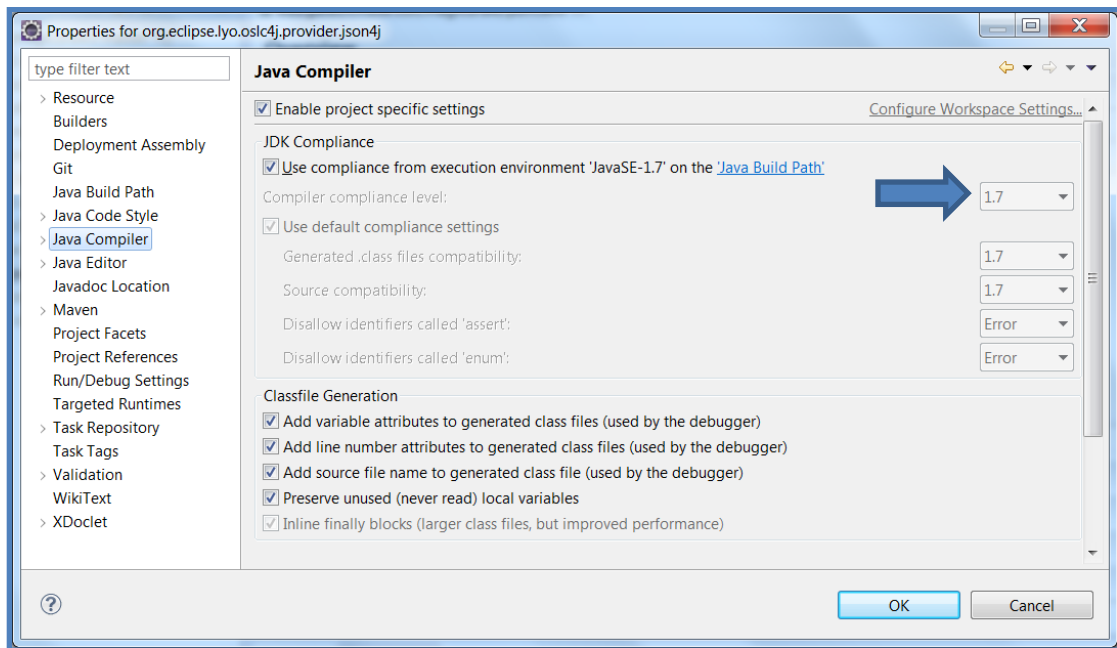 Properties for org.eclipse.lyo.oslc4j.provider.json4j
type filter text
Resource
Builders
Deployment Assembly
Git
Java Build Path
Java Code Style
Java Compiler
Java Editor
Javadoc Location
Maven
Project Facets
Project References
Run/Debug Settings
Targeted Runtimes
Task Repository
Task Tags
Validation
WikiText
XDoclet
Java Compiler
Enable project specific settings Configure Workspace Settings...
JDK Compliance
Use compliance from execution environment 'JavaSE-1.7' on the 'Java Build Path'
Compiler compliance level: 1.7
Use default compliance settings
Generated .class files compatibility: 1.7
Source compatibility: 1.7
Disallow identifiers called 'assert': Error
Disallow identifiers called 'enum': Error
Classfile Generation
Add variable attributes to generated class files (used by the debugger)
Add line number attributes to generated class files (used by the debugger)
Add source file name to generated class file (used by the debugger)
Preserve unused (never read) local variables
Inline finally blocks (larger class files, but improved performance)
? OK Cancel